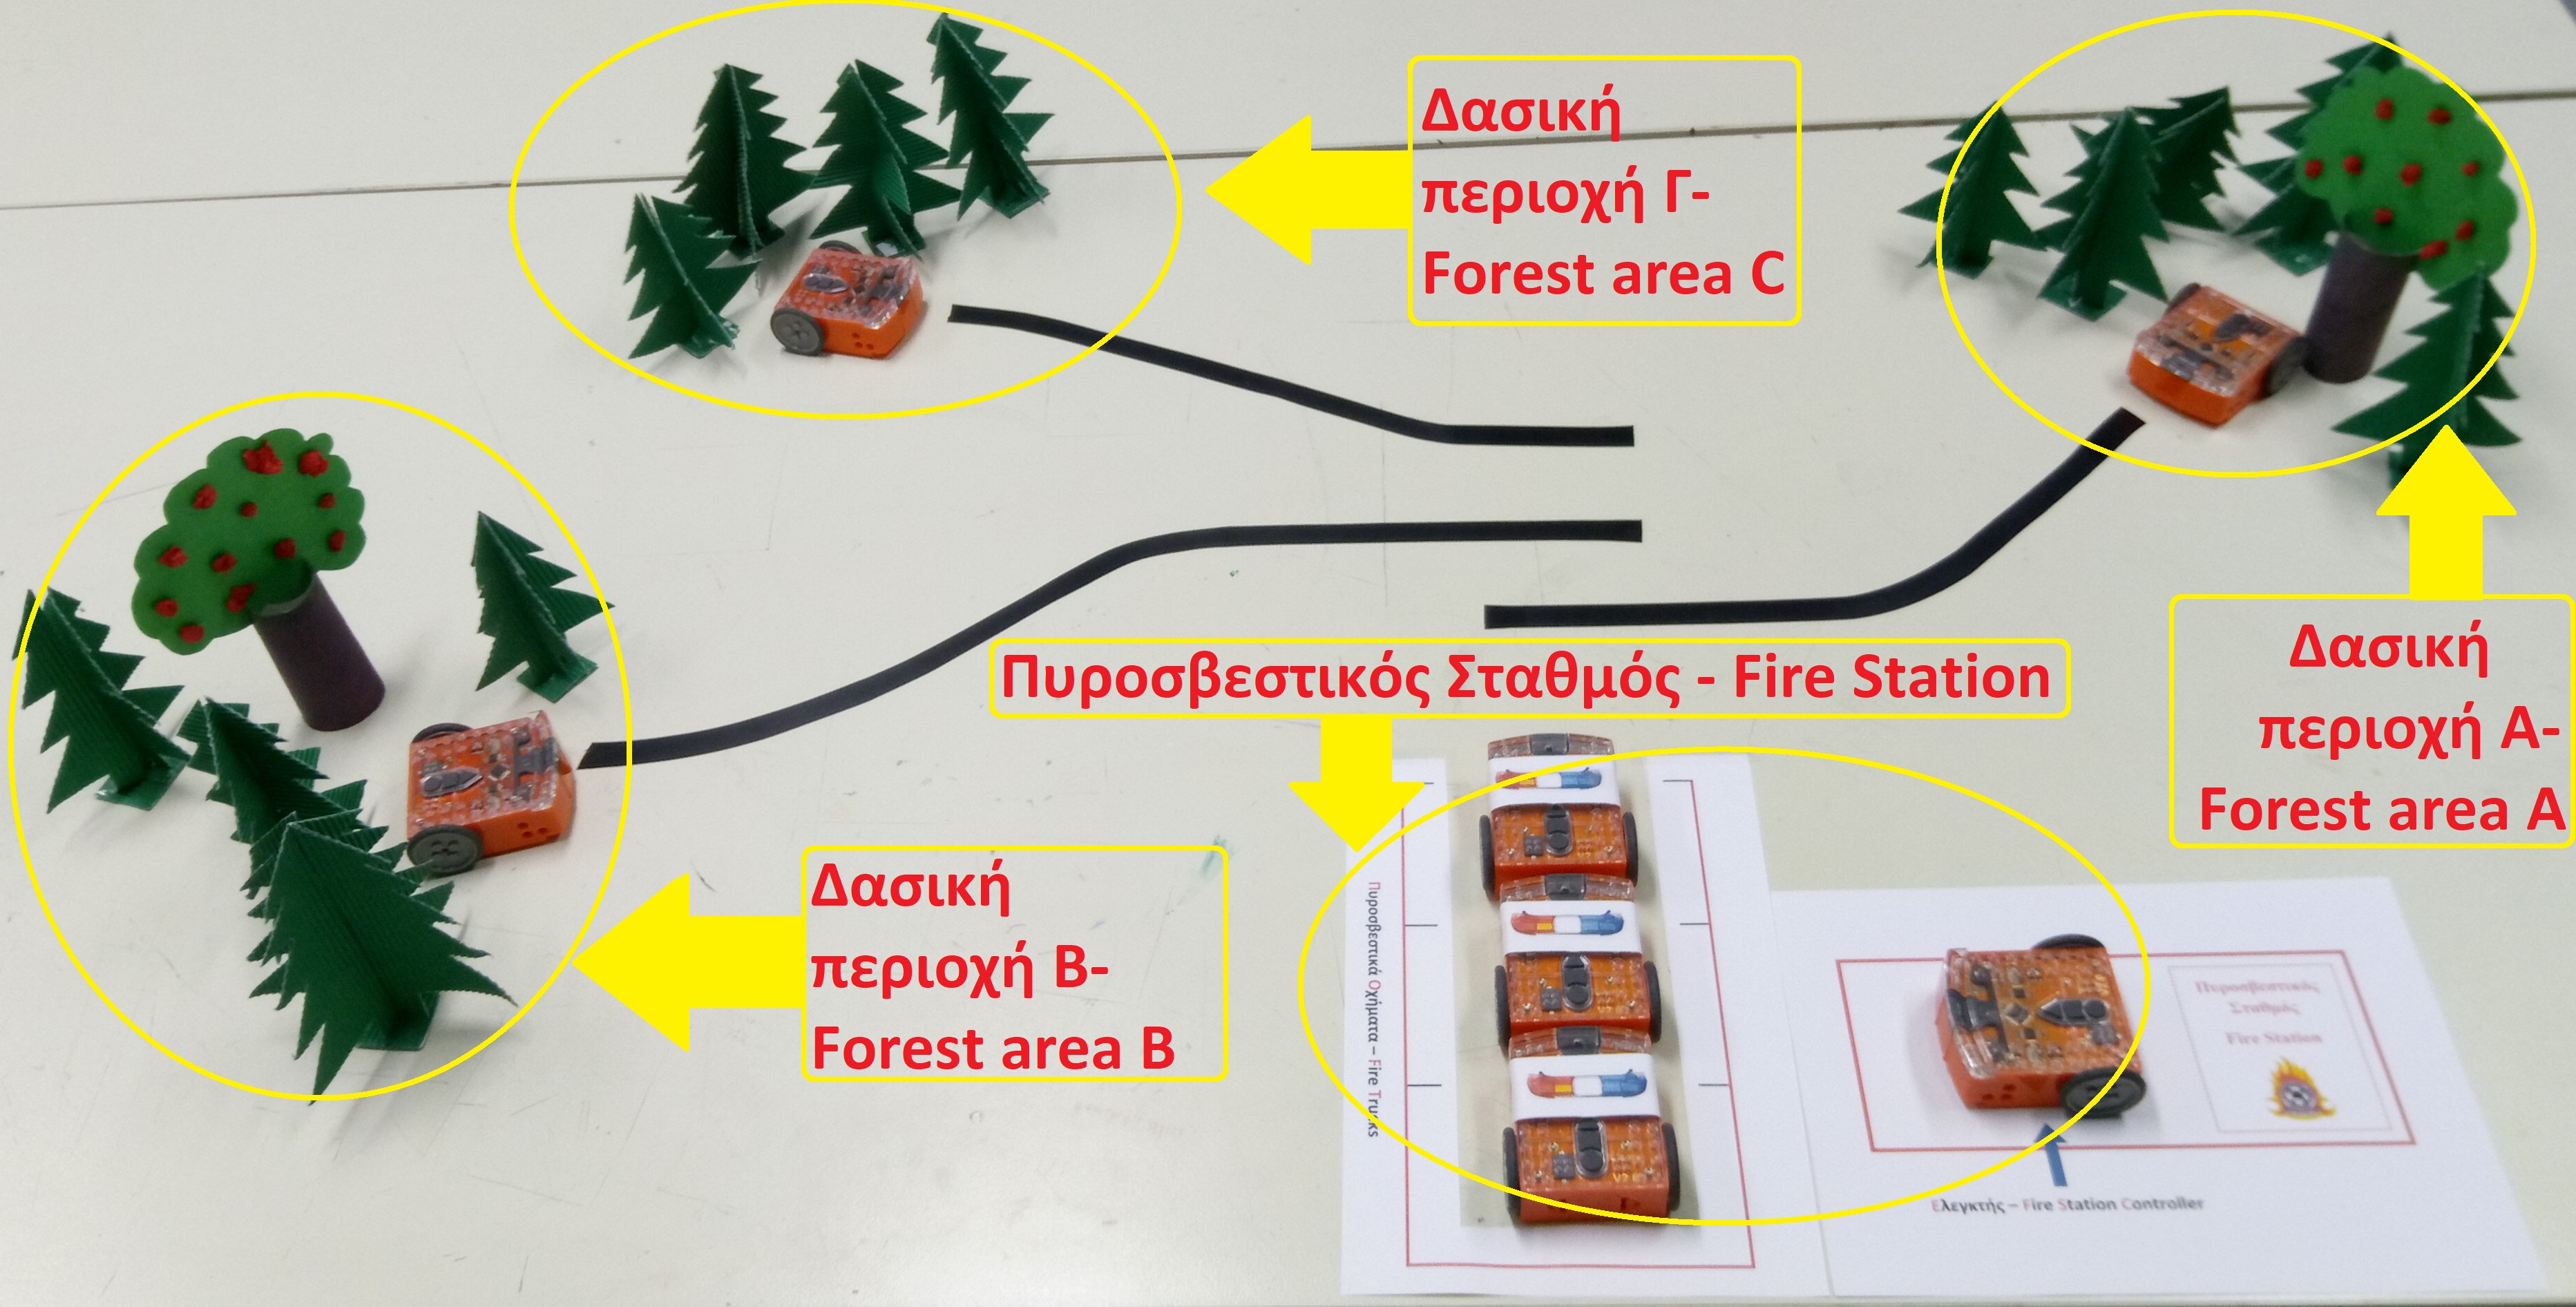 Δασική
περιοχή Γ-
Forest area C
Δασική
περιοχή Α-
Forest area A
Πυροσβεστικός Σταθμός - Fire Station
Δασική
περιοχή Β-
Forest area B
Πυροσβεστικά Οχήματα – Fire Trucks
Πυροσβεστικός
Σταθμός
Fire Station
Ελεγκτής – Fire Station Controller